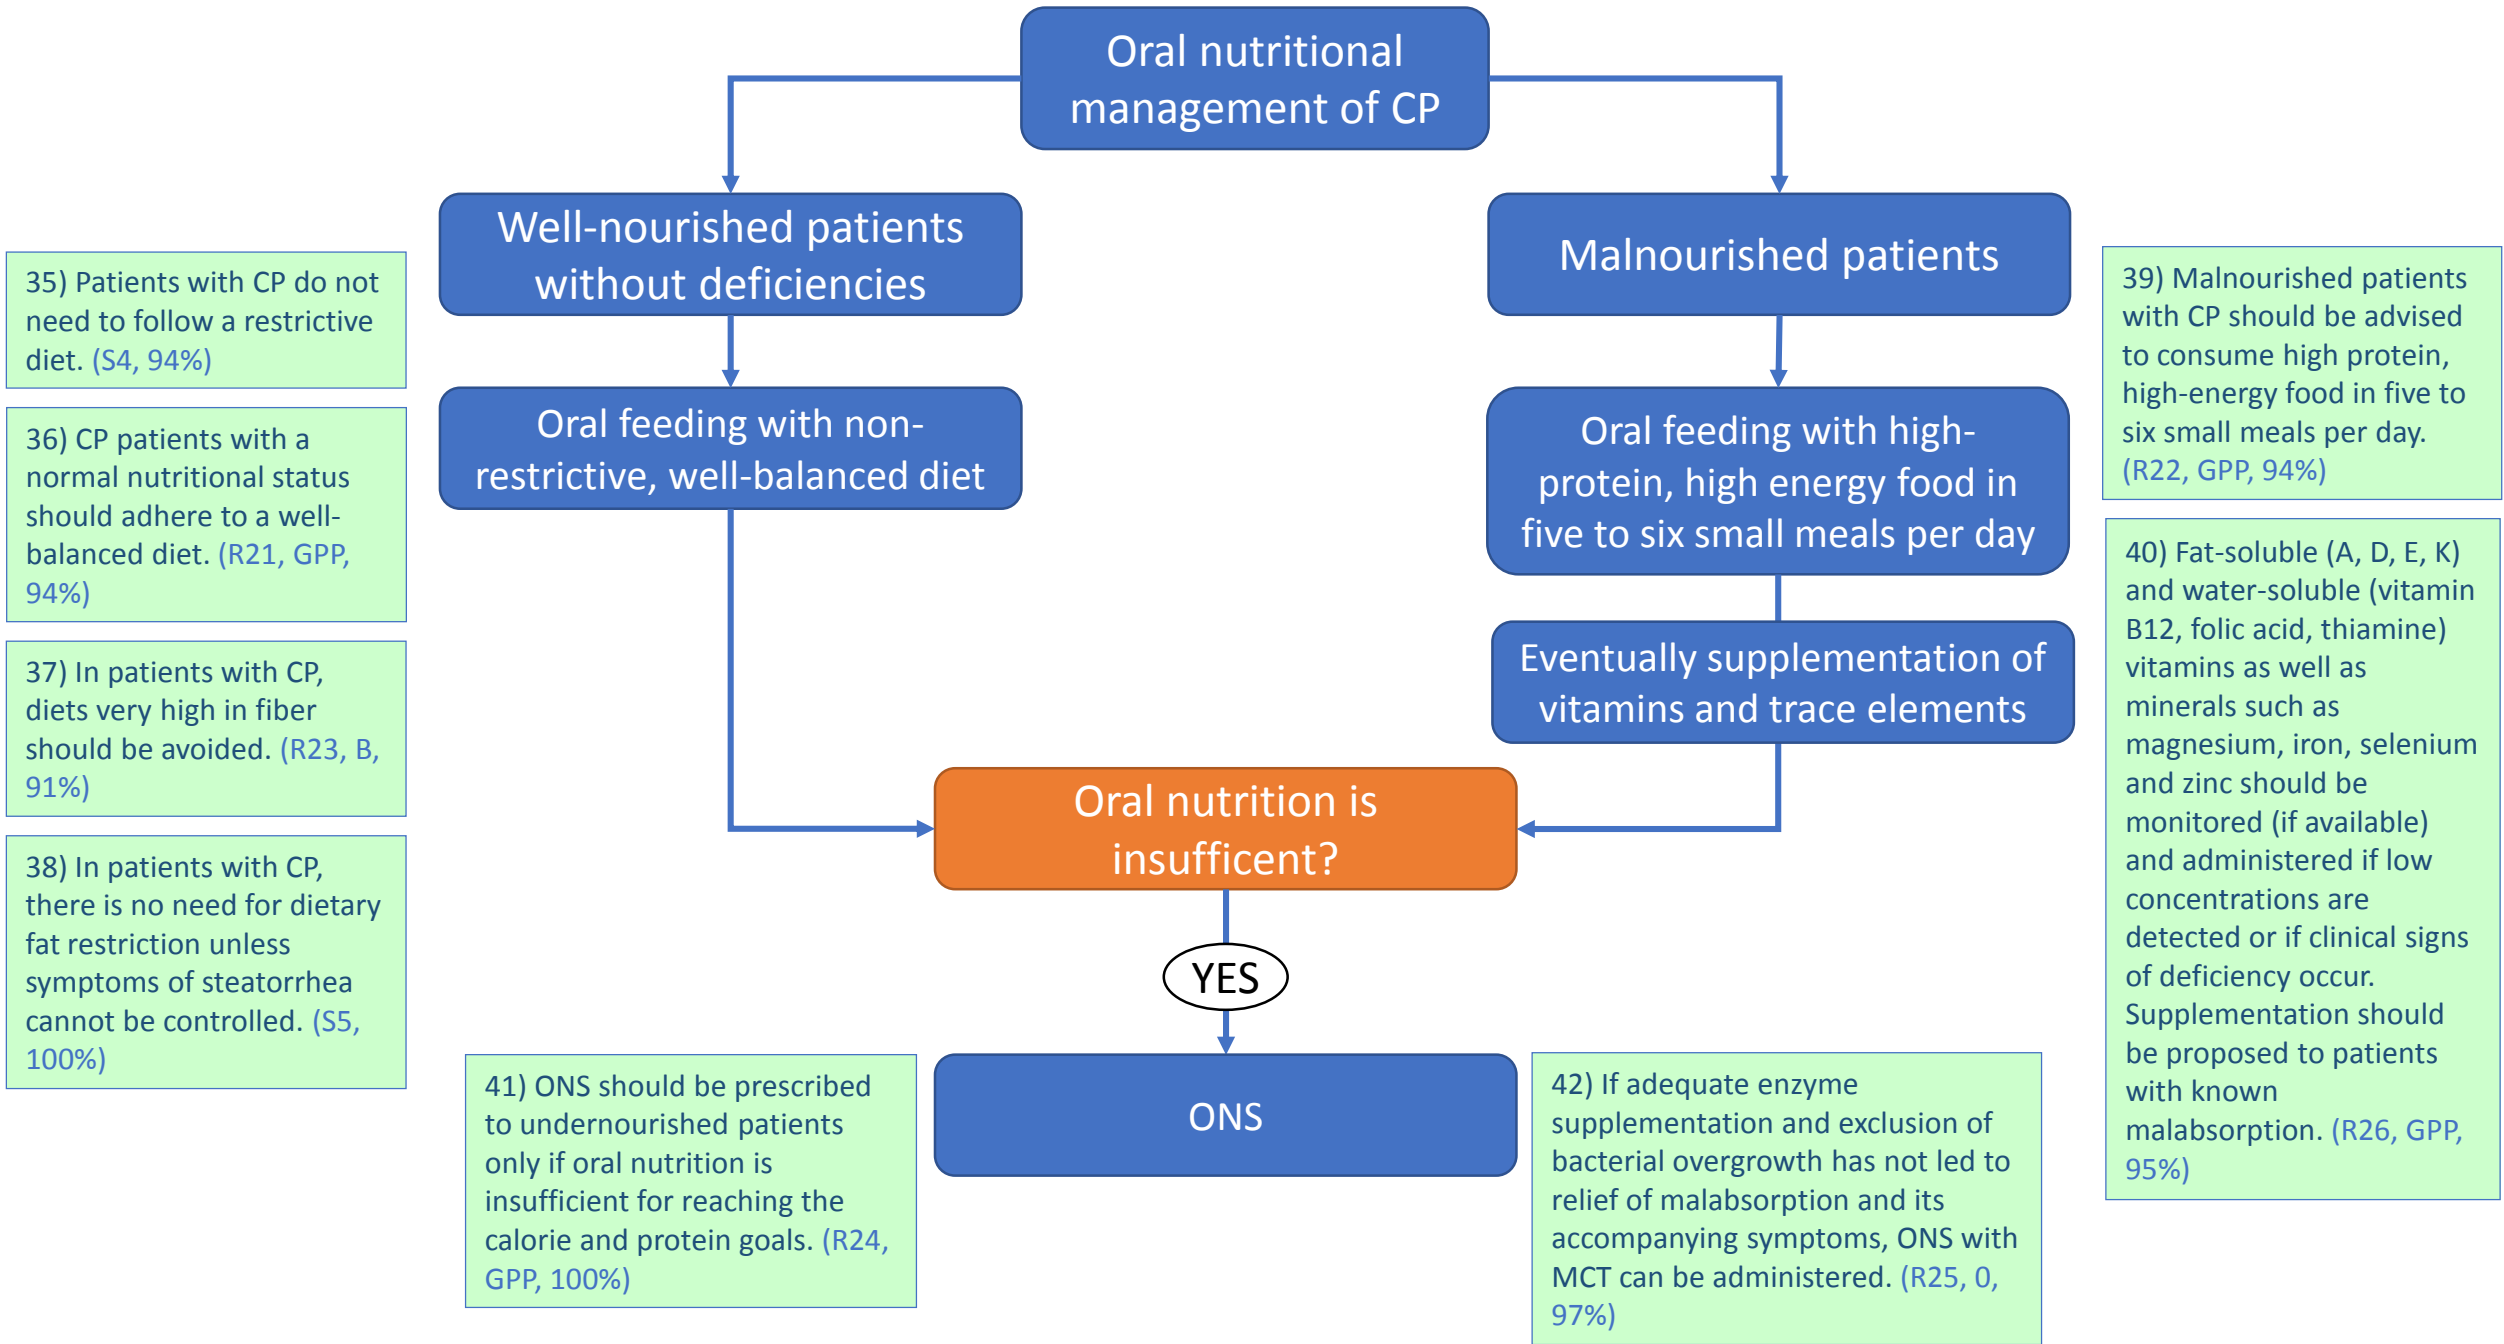 Oral nutritional
management of CP
Well-nourished patients
without deficiencies
Malnourished patients
35) Patients with CP do not
need to follow a restrictive
diet. (S4, 94%)
39) Malnourished patients
with CP should be advised
to consume high protein,
high-energy food in five to
six small meals per day.
(R22, GPP, 94%)
Oral feeding with non-
restrictive, well-balanced diet
Oral feeding with high-
protein, high energy food in
five to six small meals per day
36) CP patients with a
normal nutritional status
should adhere to a well-
balanced diet. (R21, GPP,
94%)
40) Fat-soluble (A, D, E, K)
and water-soluble (vitamin
B12, folic acid, thiamine)
vitamins as well as
minerals such as
magnesium, iron, selenium
and zinc should be
monitored (if available)
and administered if low
concentrations are
detected or if clinical signs
of deficiency occur.
Supplementation should
be proposed to patients
with known
malabsorption. (R26, GPP,
95%)
Eventually supplementation of
vitamins and trace elements
37) In patients with CP,
diets very high in fiber
should be avoided. (R23, B,
91%)
Oral nutrition is
insufficent?
38) In patients with CP,
there is no need for dietary
fat restriction unless
symptoms of steatorrhea
cannot be controlled. (S5,
100%)
YES
41) ONS should be prescribed
to undernourished patients
only if oral nutrition is
insufficient for reaching the
calorie and protein goals. (R24,
GPP, 100%)
ONS
42) If adequate enzyme
supplementation and exclusion of
bacterial overgrowth has not led to
relief of malabsorption and its
accompanying symptoms, ONS with
MCT can be administered. (R25, 0,
97%)